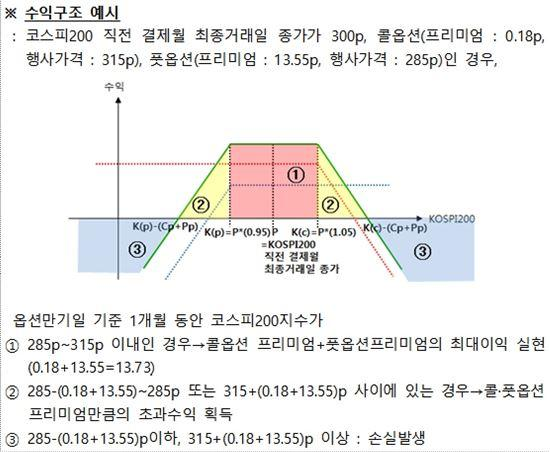 ※ 수익구조 예시
: 코스피200 직전 결제월 최종거래일 종가가 300p, 콜옵션(프리미엄 : 0.18p,
행사가격 : 315p), 풋옵션(프리미엄 : 13.55p, 행사가격 : 285p)인 경우,
수익
①
②
②
K(p)-(Cp+Pp)
K(p)=P*(0.95)
P
K(c)=P*(1.05)
K(c)-(Cp+Pp)
KOSPI200
=KOSPI200
직전 결제월
최종거래일 종가
③
③
옵션만기일 기준 1개월 동안 코스피200지수가
① 285p~315p 이내인 경우→콜옵션 프리미엄+풋옵션프리미엄의 최대이익 실현
(0.18+13.55=13.73)
② 285-(0.18+13.55)~285p 또는 315+(0.18+13.55)p 사이에 있는 경우→콜·풋옵션
프리미엄만큼의 초과수익 획득
③ 285-(0.18+13.55)p이하, 315+(0.18+13.55)p 이상 : 손실발생